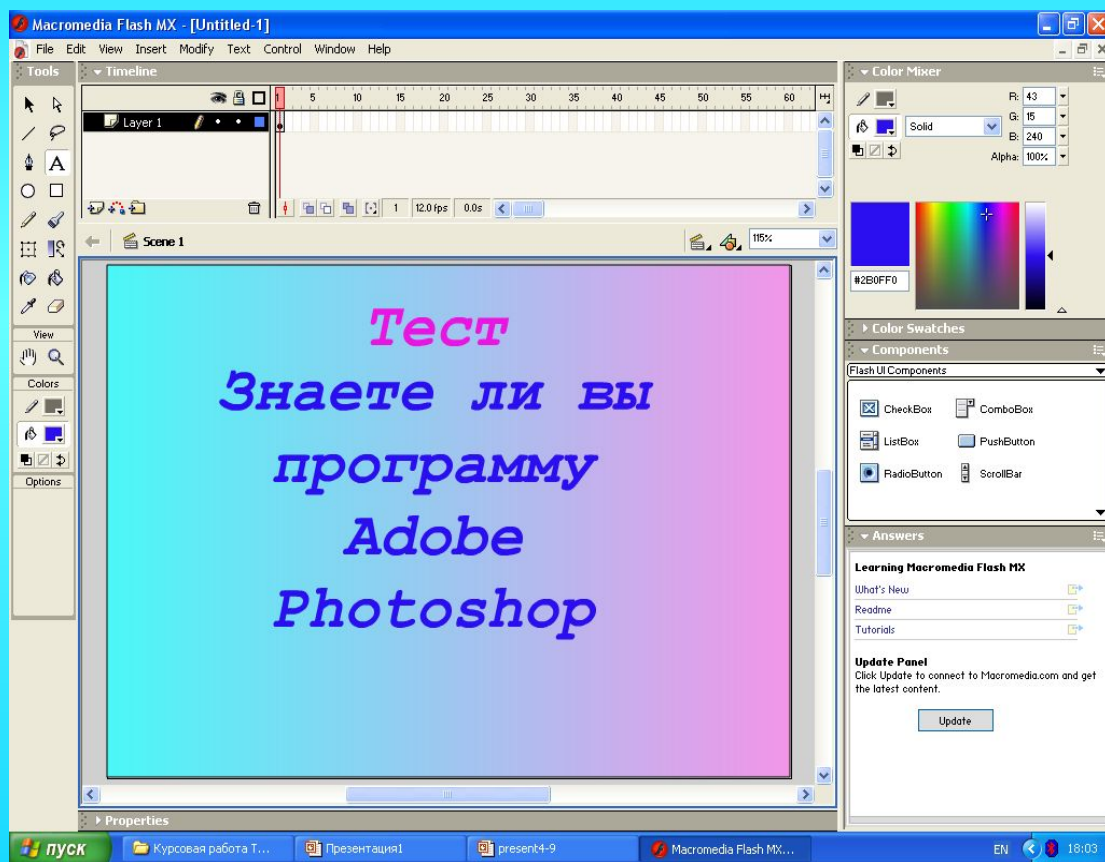 Macromedia Flash MX - [Untitled-1]
File Edit View Insert Modify Text Control Window Help
Tools
Timeline
Color Mixer
1 5 10 15 20 25 30 35 40 45 50 55 60
Layer 1
R: 43
G: 15
Solid
B: 240
Alpha: 100%
1 12.0 fps 0.0s
Scene 1
115%
#2B0FF0
View
Colors
Options
Тест
Знаете ли вы
программу
Adobe
Photoshop
Color Swatches
Components
Flash UI Components
CheckBox ComboBox
ListBox PushButton
RadioButton ScrollBar
Answers
Learning Macromedia Flash MX
What's New
Readme
Tutorials
Update Panel
Click Update to connect to Macromedia.com and get
the latest content.
Update
Properties
пуск
Курсовая работа Т...
Презентация1
present4-9
Macromedia Flash MX...
EN
18:03